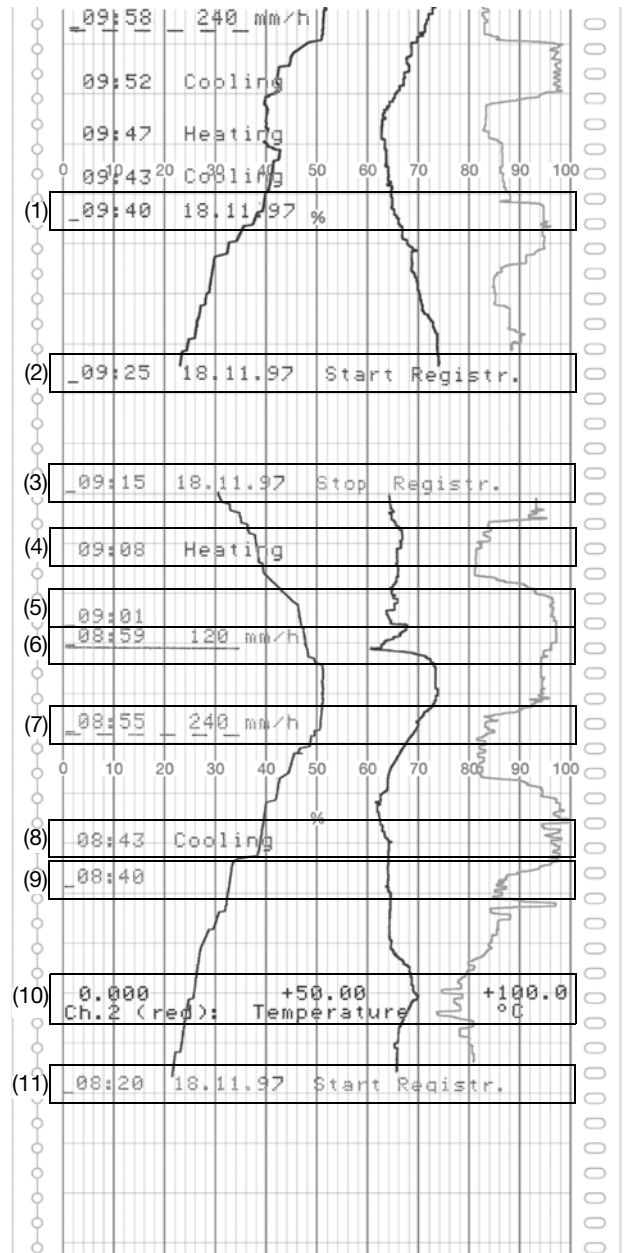 _09:58 _ 240_mm/h
09:52 Cooling
09:47 Heating
0 10 20 30 40 50 60 70 80 90 100
09:43 Cooling
(1) _09:40 18.11.97 %
(2) _09:25 18.11.97 Start Registr.
(3) _09:15 18.11.97 Stop Registr.
(4) 09:08 Heating
(5) _09:01
(6) _08:59 120 mm/h
(7) _08:55 _ 240_mm/h
0 10 20 30 40 50 60 70 80 90 100
%
(8) 08:43 Cooling
(9) _08:40
(10) 0.000 +50.00 +100.0
Ch.2 (red): Temperature °C
(11) _08:20 18.11.97 Start Registr.